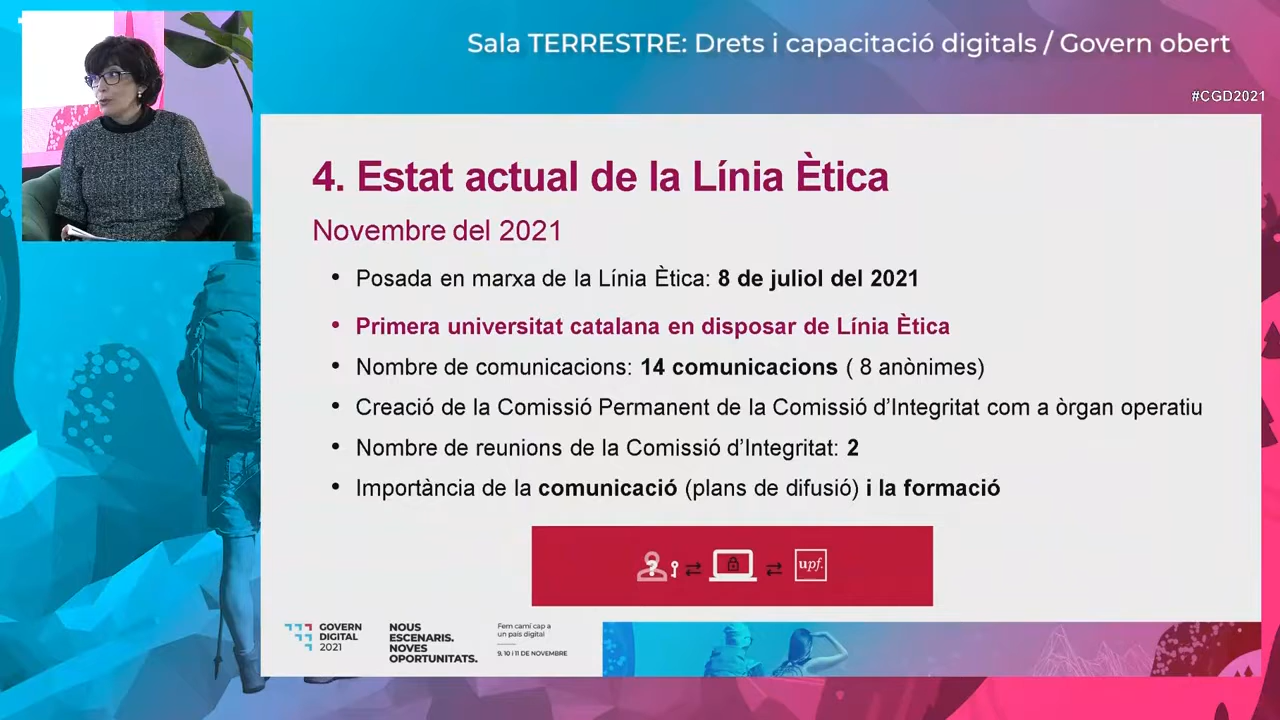 Sala TERRESTRE: Drets i capacitació digitals / Govern obert
#CGD2021
4. Estat actual de la Línia Ètica
Novembre del 2021
• Posada en marxa de la Línia Ètica: 8 de juliol del 2021
• Primera universitat catalana en disposar de Línia Ètica
• Nombre de comunicacions: 14 comunicacions ( 8 anònimes)
• Creació de la Comissió Permanent de la Comissió d’Integritat com a òrgan operatiu
• Nombre de reunions de la Comissió d’Integritat: 2
• Importància de la comunicació (plans de difusió) i la formació
?
upf.
GOVERN
DIGITAL
2021
NOUS
ESCENARIS.
NOVES
OPORTUNITATS.
Fem camí cap a
un país digital
9, 10 i 11 DE NOVEMBRE